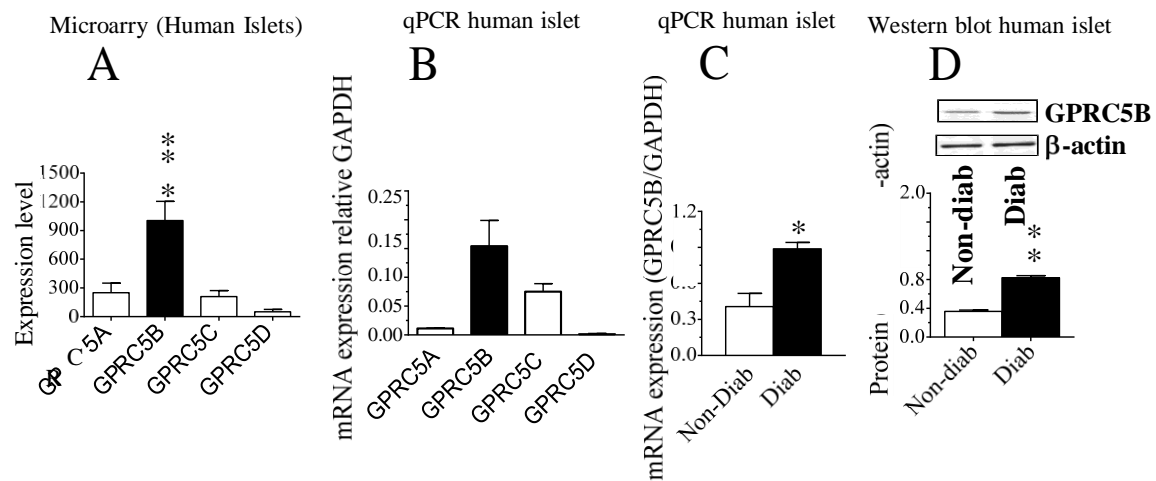 Microarry (Human Islets)
A
Expression level
1500
1200
900
600
300
0
***
GPRC5B
GPRC5C
GPRC5D
qPCR human islet
B
mRNA expression relative GAPDH
0.25
0.15
0.10
0.05
0.00
GPRC5A
GPRC5B
GPRC5C
GPRC5D
qPCR human islet
C
mRNA expression (GPRC5B/GAPDH)
1.2
0.3
0.0
*
Non-Diab
Diab
Western blot human islet
D
GPRC5B
β-actin
Non-diab
Diab
Protein
-actin)
2.0
0.8
0.4
0.0
**
Non-diab
Diab